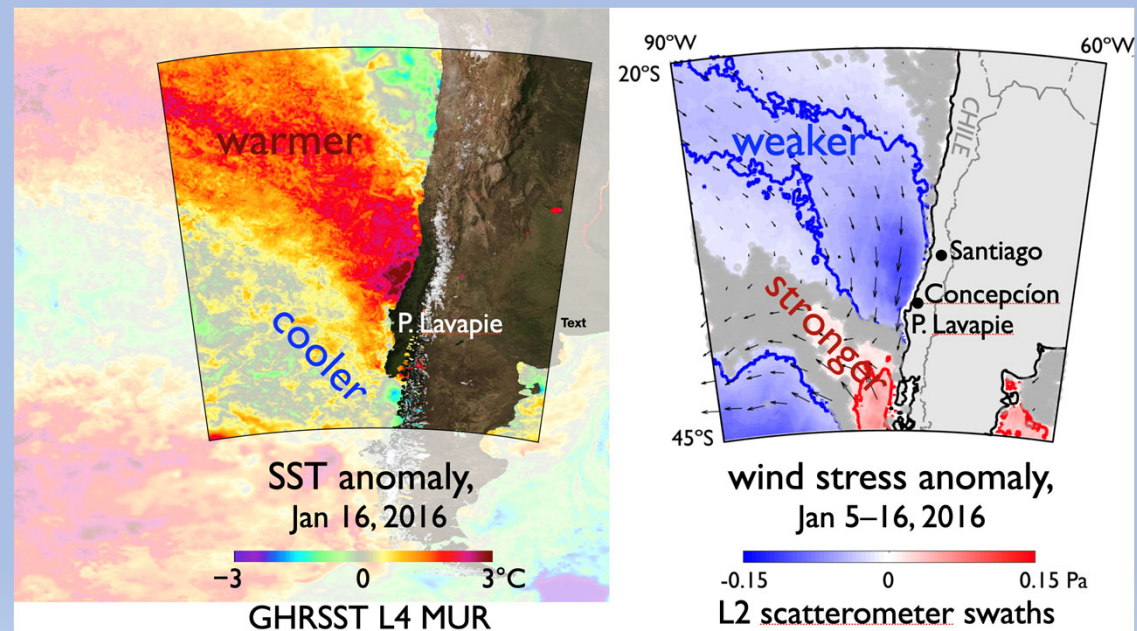 warmer
cooler
P. Lavapie
Text
SST anomaly,
Jan 16, 2016
−3 0 3°C
GHRSST L4 MUR
90°W 60°W
20°S
CHILE
weaker
Santiago
Concepcíon
P. Lavapie
stronger
45°S
wind stress anomaly,
Jan 5–16, 2016
-0.15 0 0.15 Pa
L2 scatterometer swaths